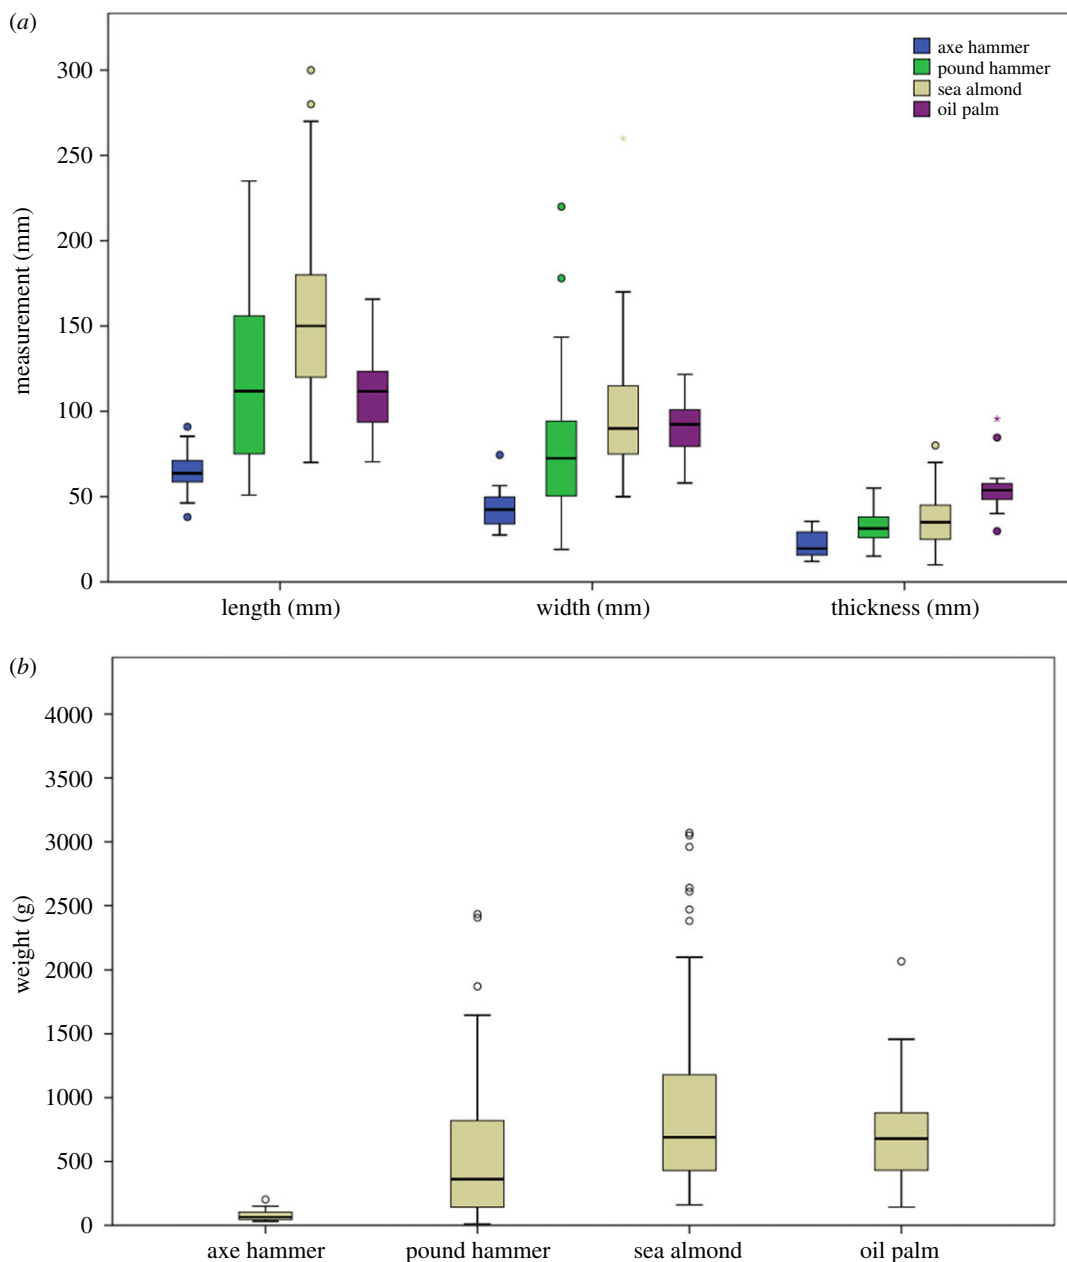 (a)
axe hammer
pound hammer
sea almond
oil palm
300
250
200
150
100
50
0
measurement (mm)
length (mm) width (mm) thickness (mm)
(b)
4000
3500
3000
2500
2000
1500
1000
500
0
weight (g)
axe hammer pound hammer sea almond oil palm